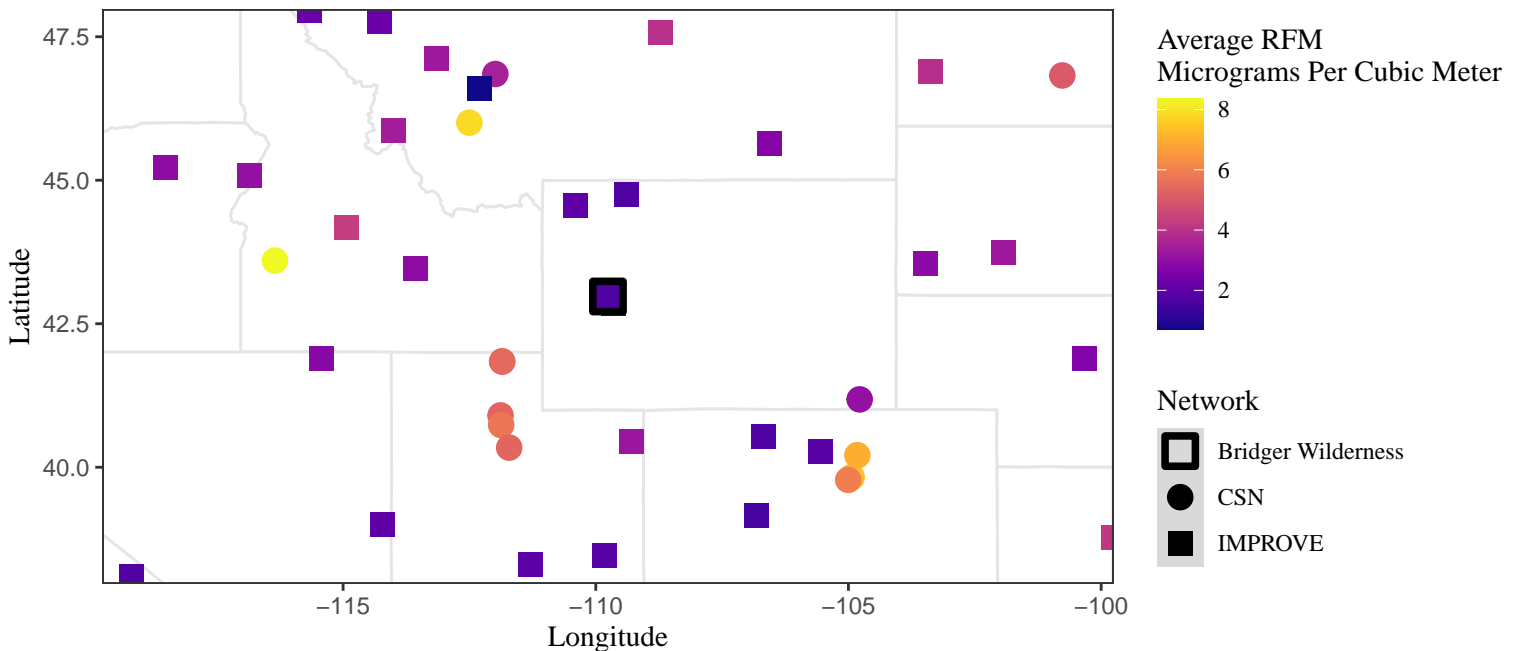 47.5
45.0
42.5
40.0
Latitude
−115
−110
−105
−100
Longitude
Average RFM
Micrograms Per Cubic Meter
8
6
4
2
Network
Bridger Wilderness
CSN
IMPROVE